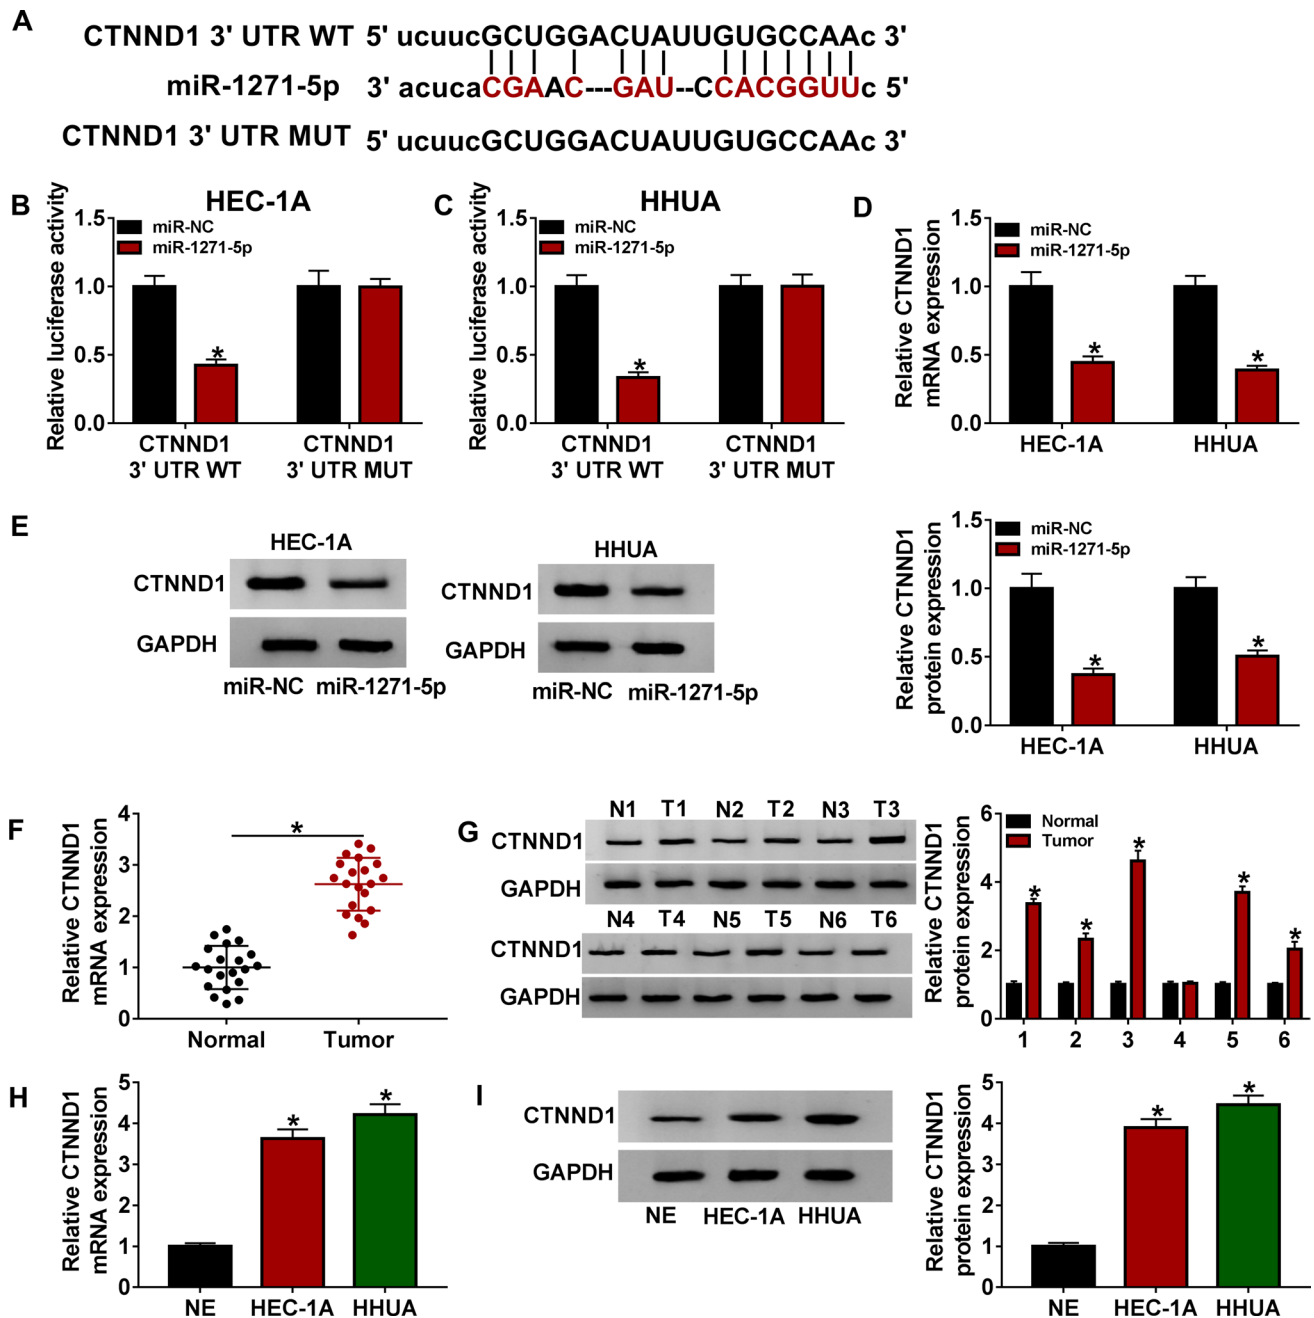 A
CTNND1 3' UTR WT 5' ucuucGCUGGACUAUUGUGCCAAc 3'
miR-1271-5p 3' acucaCGAAC---GAU--CCACGGUUc 5'
CTNND1 3' UTR MUT 5' ucuucGCUGGACUAUUGUGCCAAc 3'
B
HEC-1A
Relative luciferase activity
1.5
1.0
0.5
0.0
miR-NC
miR-1271-5p
*
CTNND1
3' UTR WT
CTNND1
3' UTR MUT
C
HHUA
Relative luciferase activity
1.5
1.0
0.5
0.0
miR-NC
miR-1271-5p
*
CTNND1
3' UTR WT
CTNND1
3' UTR MUT
D
Relative CTNND1
mRNA expression
1.5
1.0
0.5
0.0
miR-NC
miR-1271-5p
*
*
HEC-1A
HHUA
E
HEC-1A
CTNND1
GAPDH
miR-NC miR-1271-5p
HHUA
CTNND1
GAPDH
miR-NC miR-1271-5p
Relative CTNND1
protein expression
1.5
1.0
0.5
0.0
miR-NC
miR-1271-5p
*
*
HEC-1A
HHUA
F
Relative CTNND1
mRNA expression
4
3
2
1
0
*
Normal
Tumor
G
N1 T1 N2 T2 N3 T3
CTNND1
GAPDH
N4 T4 N5 T5 N6 T6
CTNND1
GAPDH
Relative CTNND1
protein expression
6
4
2
0
Normal
Tumor
*
*
*
*
*
1 2 3 4 5 6
H
Relative CTNND1
mRNA expression
5
4
3
2
1
0
*
*
NE HEC-1A HHUA
I
CTNND1
GAPDH
NE HEC-1A HHUA
Relative CTNND1
protein expression
5
4
3
2
1
0
*
*
NE HEC-1A HHUA